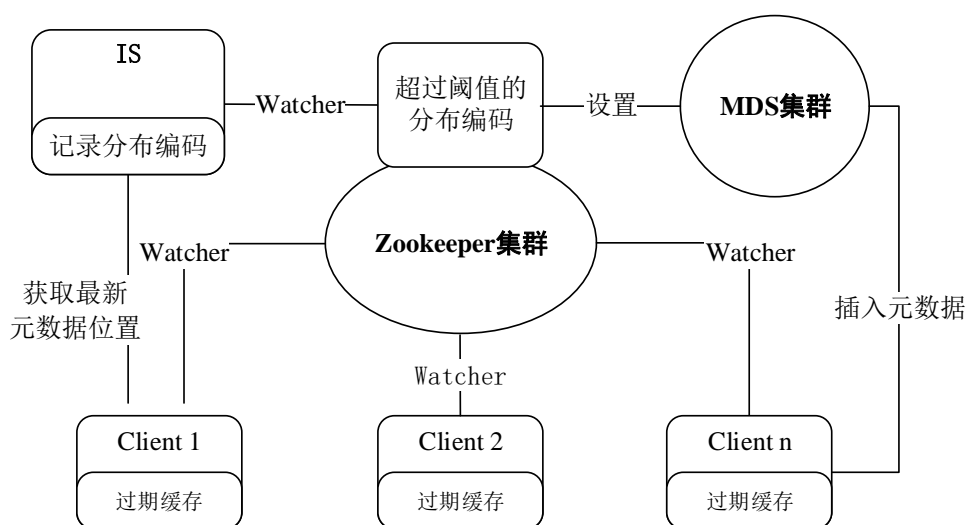 IS
超过阈值的
分布编码
Watcher
设置
MDS集群
记录分布编码
Zookeeper集群
Watcher
Watcher
获取最新
元数据位置
插入元数据
Watcher
Client 1
Client 2
Client n
过期缓存
过期缓存
过期缓存